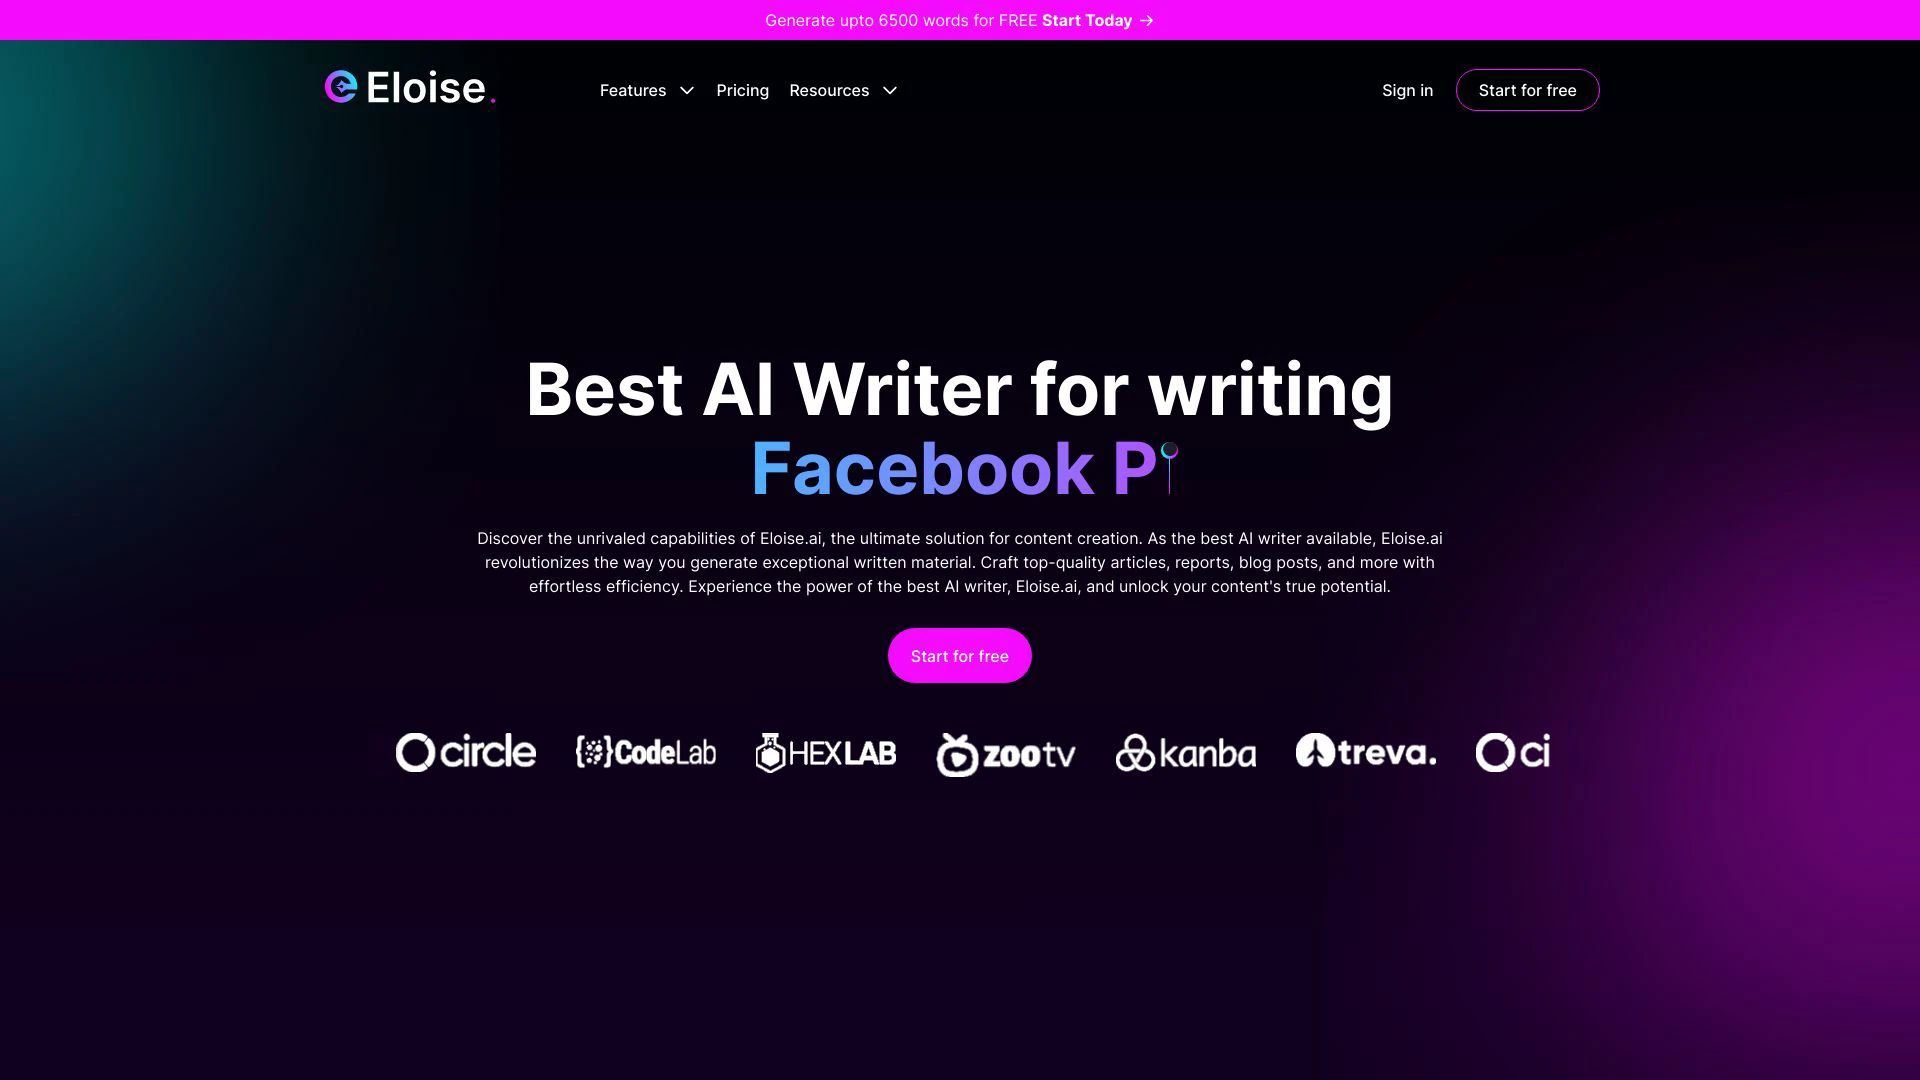 Generate upto 6500 words for FREE Start Today →
Eloise.
Features
Pricing
Resources
Sign in
Start for free
Best AI Writer for writing
Facebook P
Discover the unrivaled capabilities of Eloise.ai, the ultimate solution for content creation. As the best AI writer available, Eloise.ai
revolutionizes the way you generate exceptional written material. Craft top-quality articles, reports, blog posts, and more with
effortless efficiency. Experience the power of the best AI writer, Eloise.ai, and unlock your content's true potential.
Start for free
circle
CodeLab
HEXLAB
zootv
kanba
treva.
ci